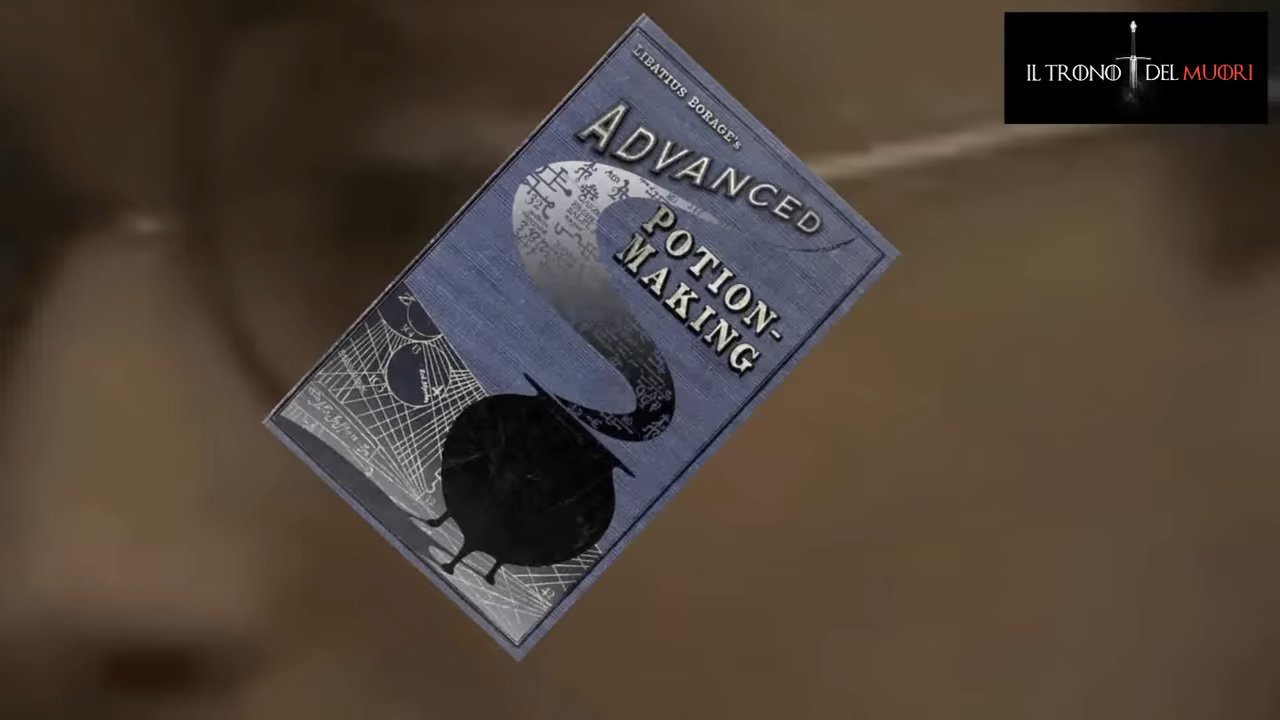 LIBATIUS BORAGE'S
ADVANCED
POTION-
MAKING
IL TRONO DEL MUORI